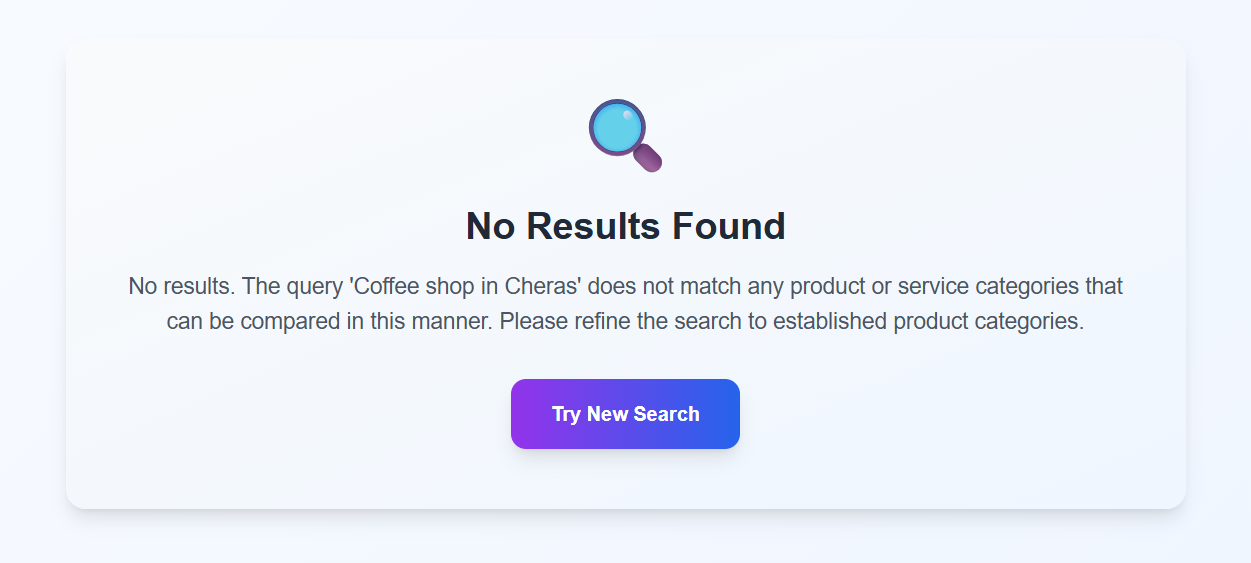 No Results Found
No results. The query 'Coffee shop in Cheras' does not match any product or service categories that
can be compared in this manner. Please refine the search to established product categories.
Try New Search